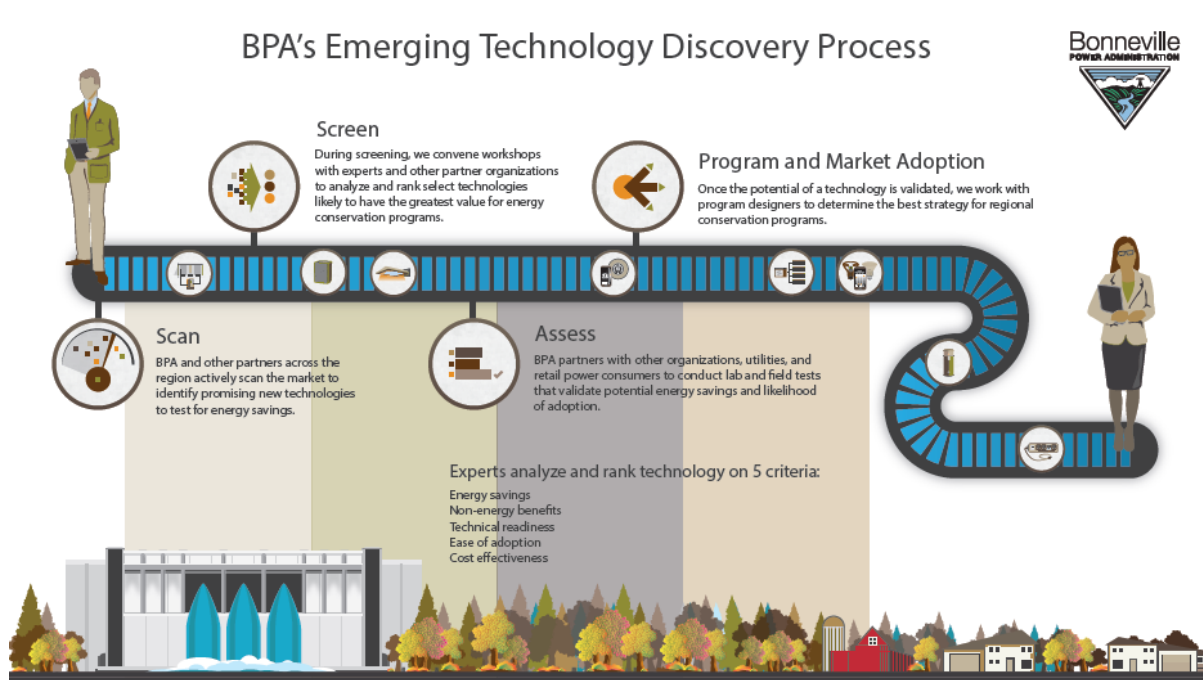 BPA's Emerging Technology Discovery Process
Bonneville
POWER ADMINISTRATION
Screen
During screening, we convene workshops
with experts and other partner organizations
to analyze and rank select technologies
likely to have the greatest value for energy
conservation programs.
Program and Market Adoption
Once the potential of a technology is validated, we work with
program designers to determine the best strategy for regional
conservation programs.
Scan
BPA and other partners across the
region actively scan the market to
identify promising new technologies
to test for energy savings.
Assess
BPA partners with other organizations, utilities, and
retail power consumers to conduct lab and field tests
that validate potential energy savings and likelihood
of adoption.
Experts analyze and rank technology on 5 criteria:
Energy savings
Non-energy benefits
Technical readiness
Ease of adoption
Cost effectiveness